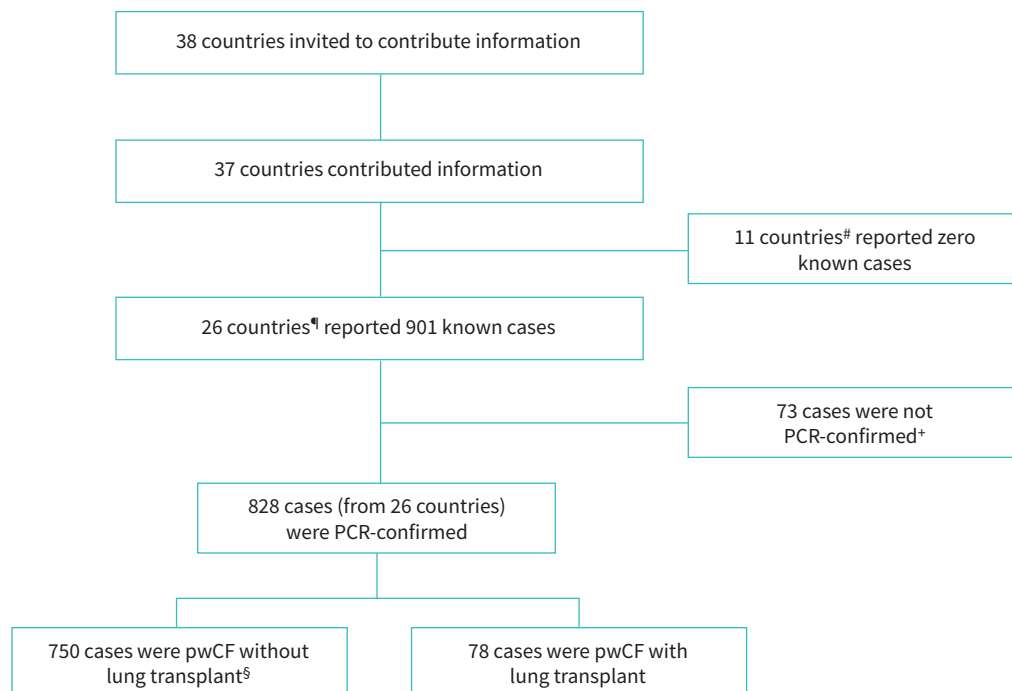 38 countries invited to contribute information
37 countries contributed information
11 countries# reported zero
known cases
26 countries¶ reported 901 known cases
73 cases were not
PCR-confirmed+
828 cases (from 26 countries)
were PCR-confirmed
750 cases were pwCF without
lung transplant§
78 cases were pwCF with
lung transplant